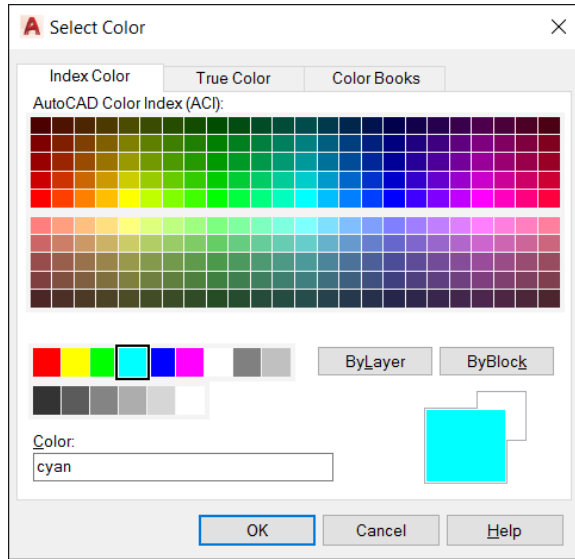 Select Color
Index Color
True Color
Color Books
AutoCAD Color Index (ACI):
ByLayer
ByBlock
Color:
cyan
OK
Cancel
Help